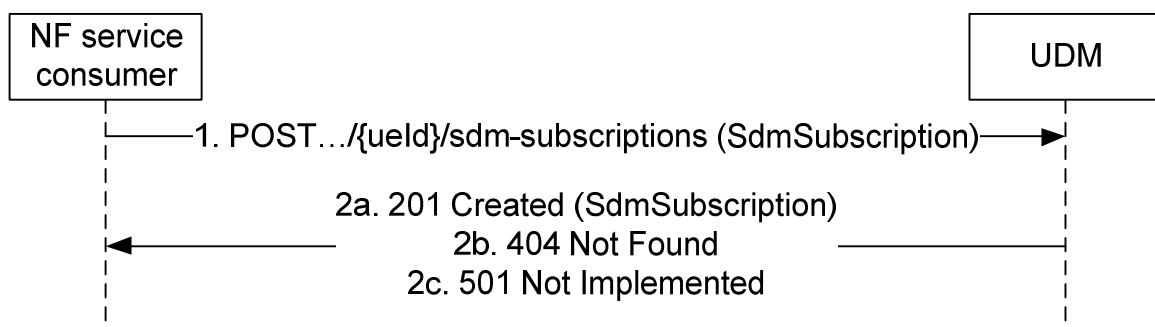 NF service
consumer
UDM
1. POST…/{ueId}/sdm-subscriptions (SdmSubscription)
2a. 201 Created (SdmSubscription)
2b. 404 Not Found
2c. 501 Not Implemented